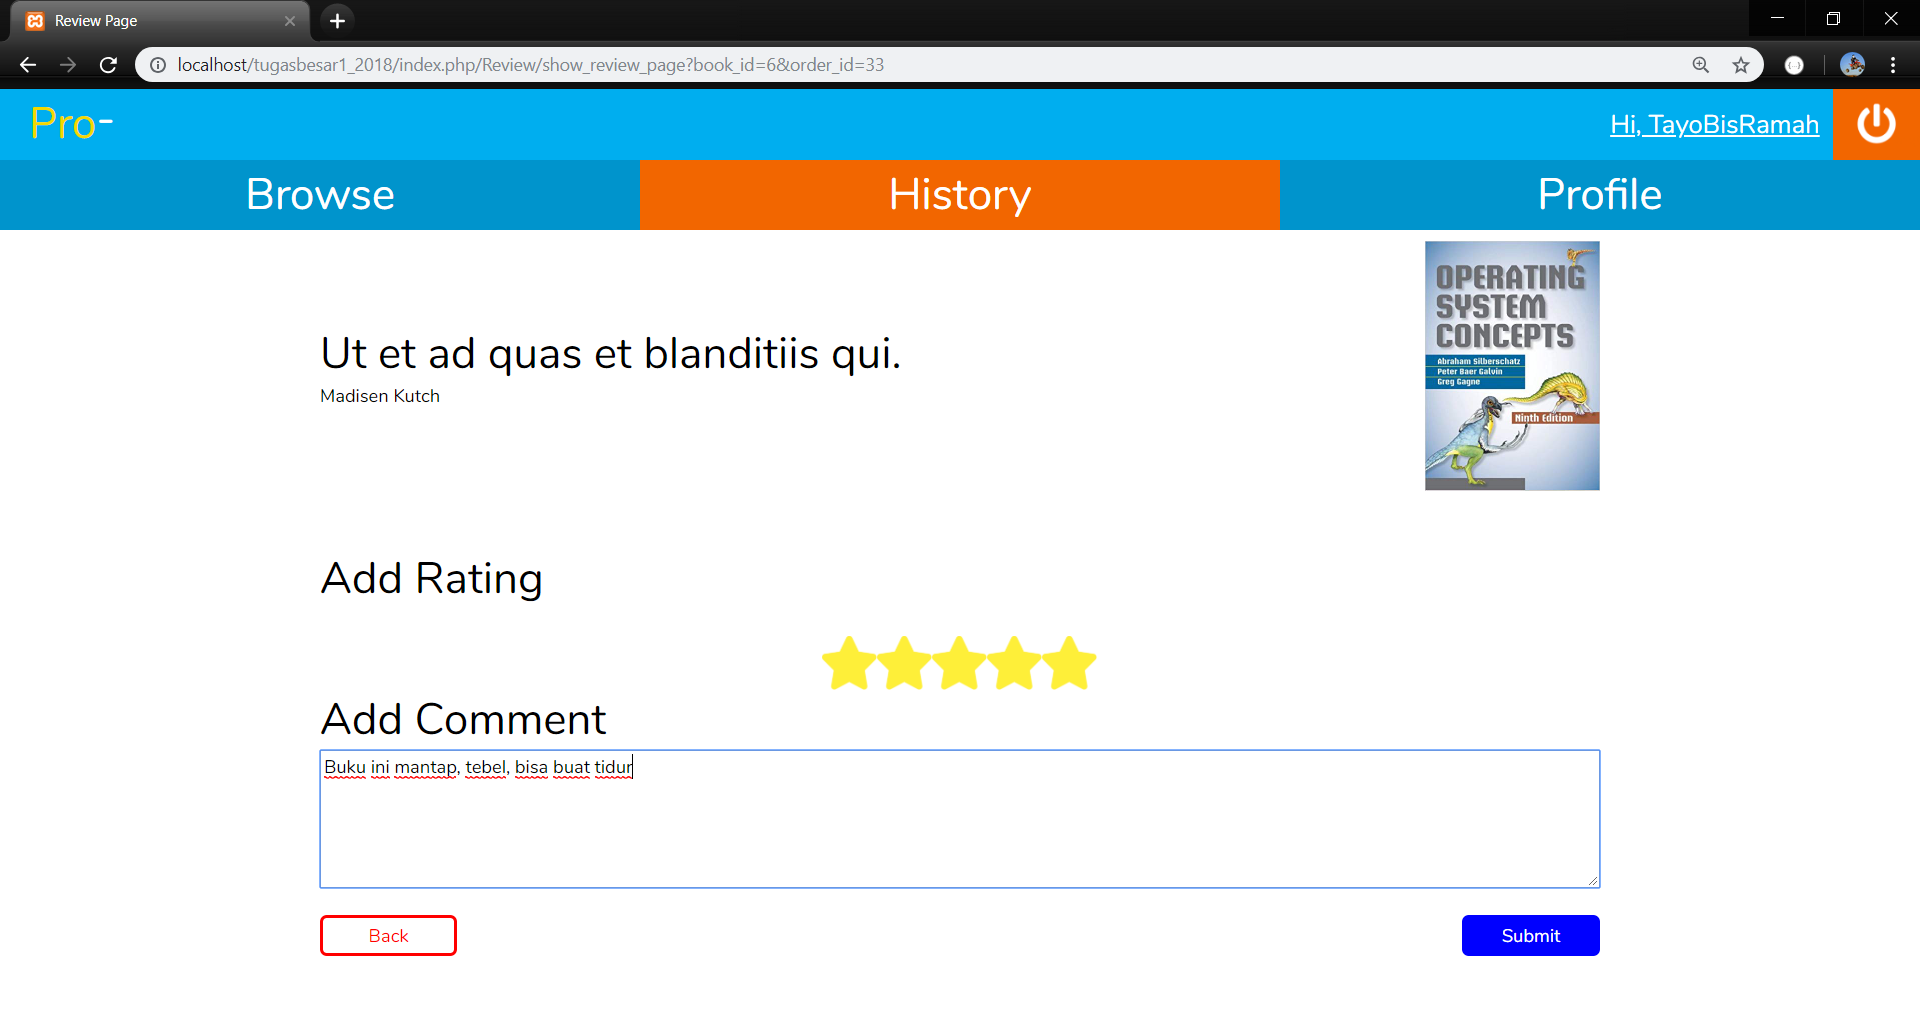 Review Page
localhost/tugasbesar1_2018/index.php/Review/show_review_page?book_id=6&order_id=33
Pro-
Hi, TayoBisRamah
Browse
History
Profile
OPERATING
SYSTEM
CONCEPTS
Abraham Silberschatz
Peter Baer Galvin
Greg Gagne
Ninth Edition
Ut et ad quas et blanditiis qui.
Madisen Kutch
Add Rating
Add Comment
Buku ini mantap, tebel, bisa buat tidur
Back
Submit